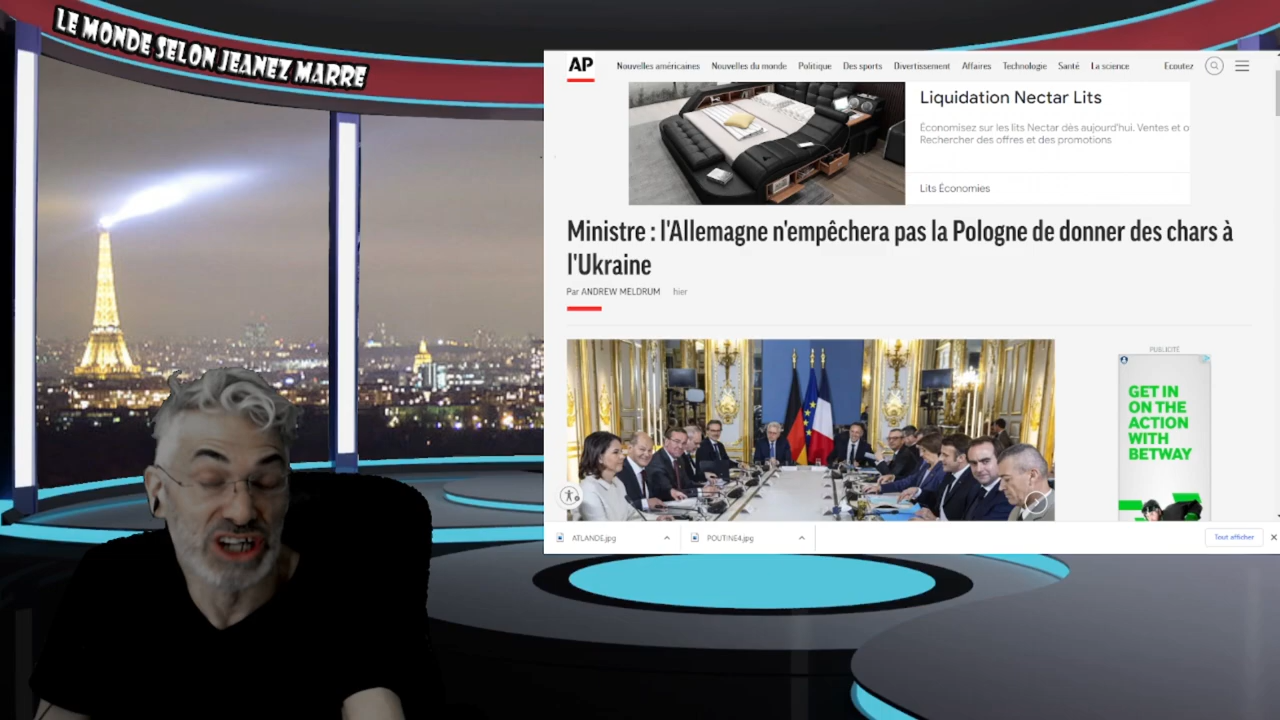 LE MONDE SELON JEANEZ MARRE
AP
Nouvelles américaines Nouvelles du monde Politique Des sports Divertissement Affaires Technologie Santé La science Ecoutez
Liquidation Nectar Lits
Économisez sur les lits Nectar dès aujourd'hui. Ventes et o
Rechercher des offres et des promotions
Lits Économies
Ministre : l'Allemagne n'empêchera pas la Pologne de donner des chars à
l'Ukraine
Par ANDREW MELDRUM hier
PUBLICITÉ
GET IN
ON THE
ACTION
WITH
BETWAY
ATLANDE.jpg
POUTINE4.jpg
Tout afficher